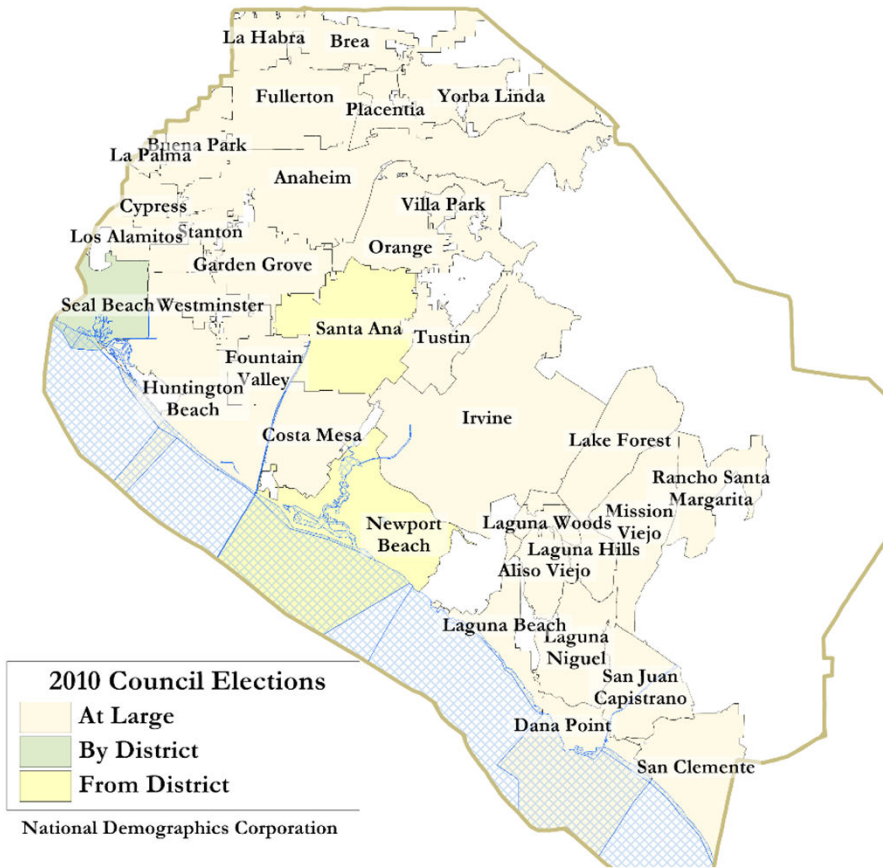 La Habra
Brea
Fullerton
Placentia
Yorba Linda
Buena Park
La Palma
Anaheim
Cypress
Villa Park
Los Alamitos
Stanton
Orange
Garden Grove
Seal Beach
Westminster
Santa Ana
Tustin
Fountain
Valley
Huntington
Beach
Costa Mesa
Irvine
Lake Forest
Rancho Santa
Margarita
Mission
Viejo
Laguna Woods
Newport
Beach
Laguna Hills
Aliso Viejo
Laguna Beach
Laguna
Niguel
San Juan
Capistrano
Dana Point
San Clemente
2010 Council Elections
At Large
By District
From District
National Demographics Corporation